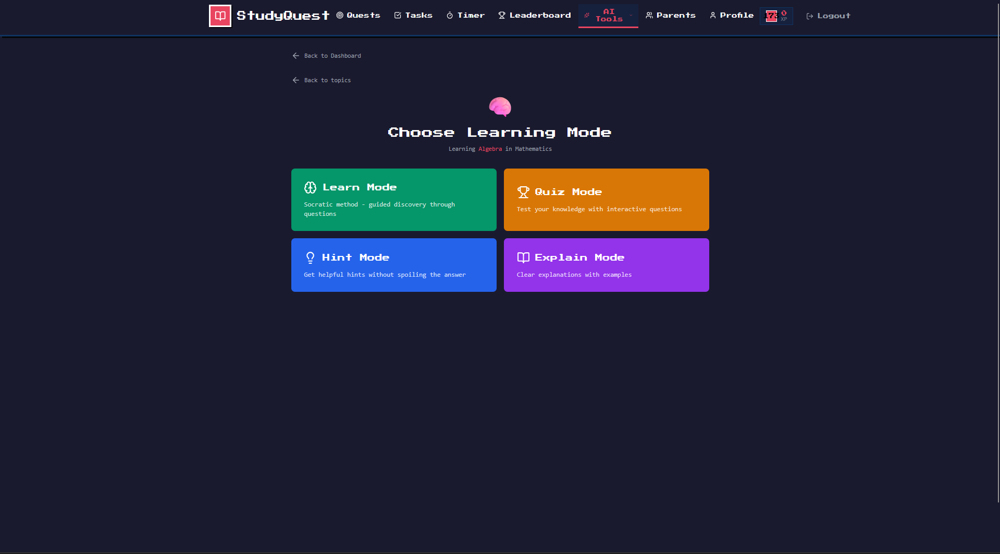 StudyQuest
Quests
Tasks
Timer
Leaderboard
AI
Tools
Parents
Profile
173
0
XP
Logout
Back to Dashboard
Back to topics
Choose Learning Mode
Learning Algebra in Mathematics
Learn Mode
Socratic method - guided discovery through
questions
Quiz Mode
Test your knowledge with interactive questions
Hint Mode
Get helpful hints without spoiling the answer
Explain Mode
Clear explanations with examples